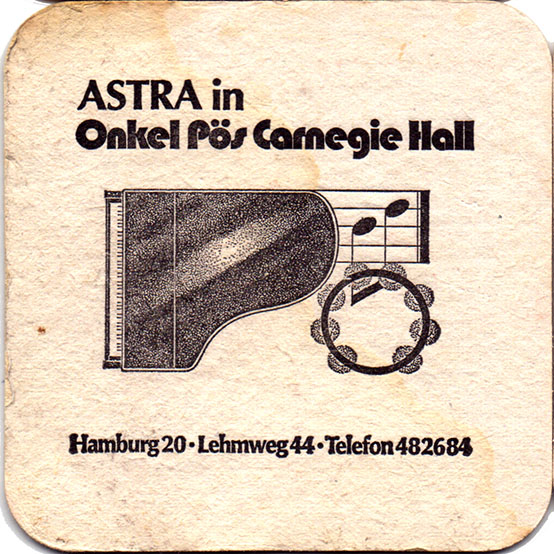 ASTRA in
Onkel Pös Carnegie Hall
Hamburg 20 • Lehmweg 44 • Telefon 482684